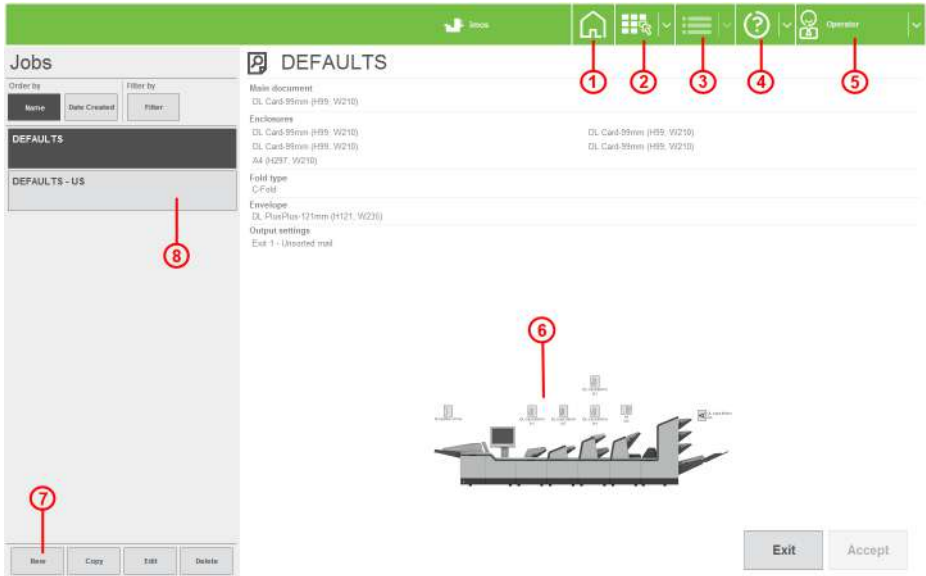 Imos
Operator
1
2
3
4
5
Jobs
Order by
Filter by
Name
Date Created
Filter
DEFAULTS
DEFAULTS - US
8
7
New
Copy
Edit
Delete
DEFAULTS
Main document
DL Card-99mm (H99, W210)
Enclosures
DL Card-99mm (H99, W210)
DL Card-99mm (H99, W210)
DL Card-99mm (H99, W210)
DL Card-99mm (H99, W210)
A4 (H297, W210)
Fold type
C-Fold
Envelope
DL PlusPlus-121mm (H121, W235)
Output settings
Exit 1 - Unsorted mail
6
Exit
Accept